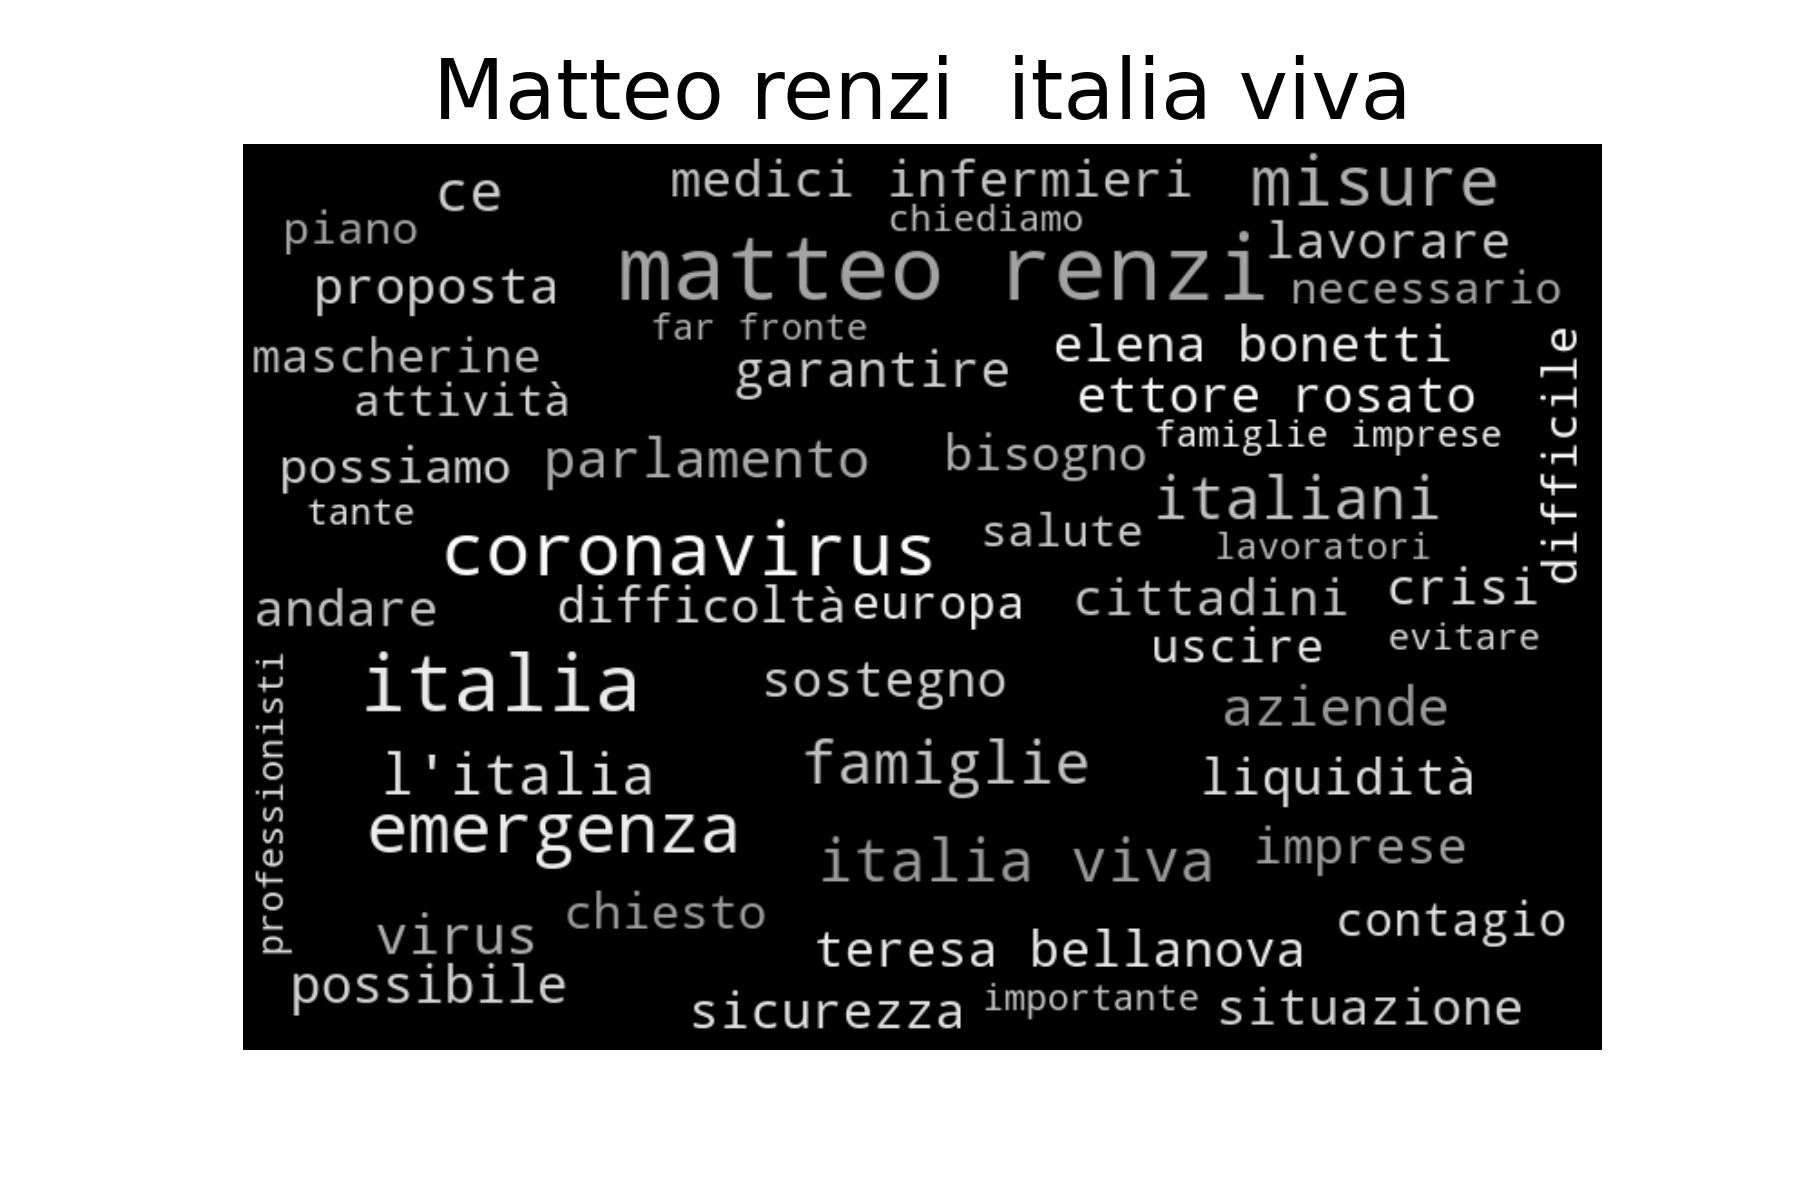 Matteo renzi  italia viva
medici infermieri
misure
ce
chiediamo
piano
lavorare
matteo renzi
proposta
necessario
far fronte
elena bonetti
mascherine
garantire
attività
ettore rosato
difficile
famiglie imprese
possiamo
parlamento
bisogno
italiani
tante
salute
coronavirus
lavoratori
crisi
andare
difficoltà
europa
cittadini
uscire
evitare
italia
sostegno
aziende
professionisti
l'italia
famiglie
liquidità
emergenza
italia viva
imprese
chiesto
contagio
virus
teresa bellanova
possibile
sicurezza
importante
situazione